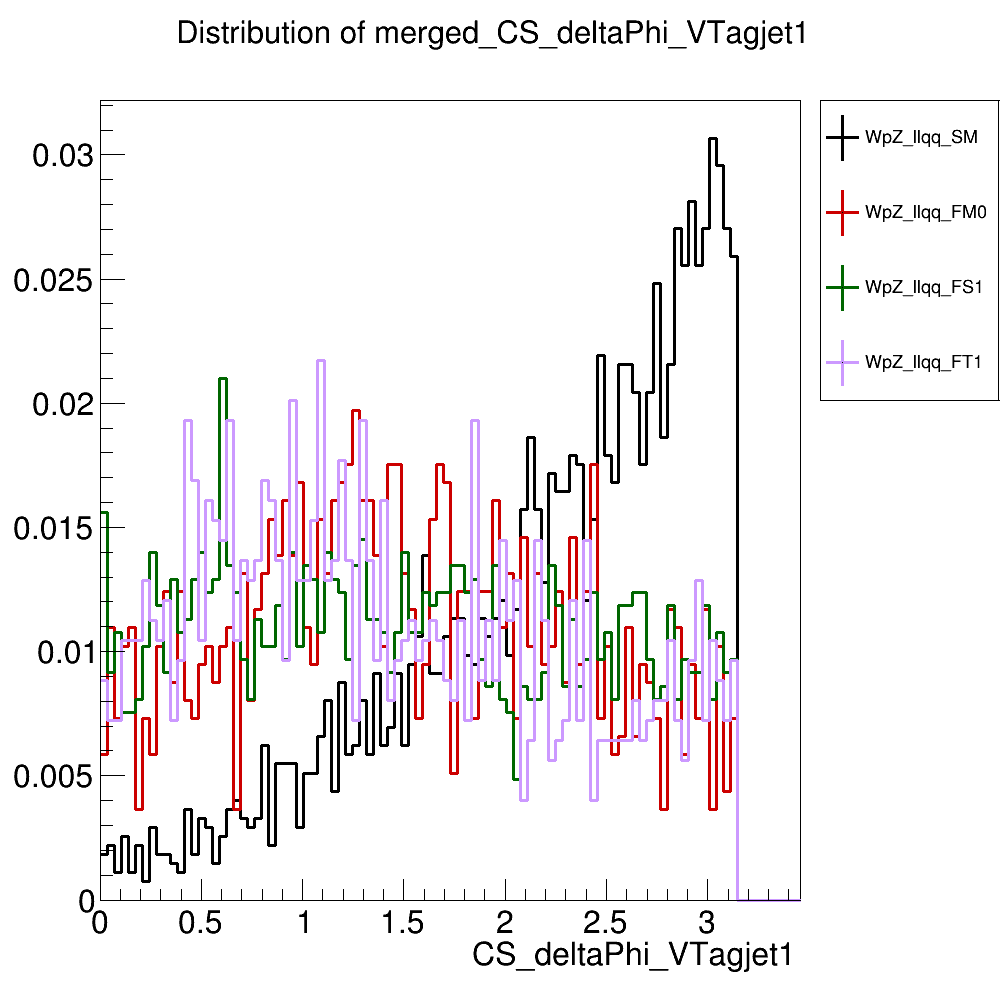 Distribution of merged_CS_deltaPhi_VTagjet1
0.03
0.025
0.02
0.015
0.01
0.005
0
0 0.5 1 1.5 2 2.5 3
CS_deltaPhi_VTagjet1
WpZ_llqq_SM
WpZ_llqq_FM0
WpZ_llqq_FS1
WpZ_llqq_FT1